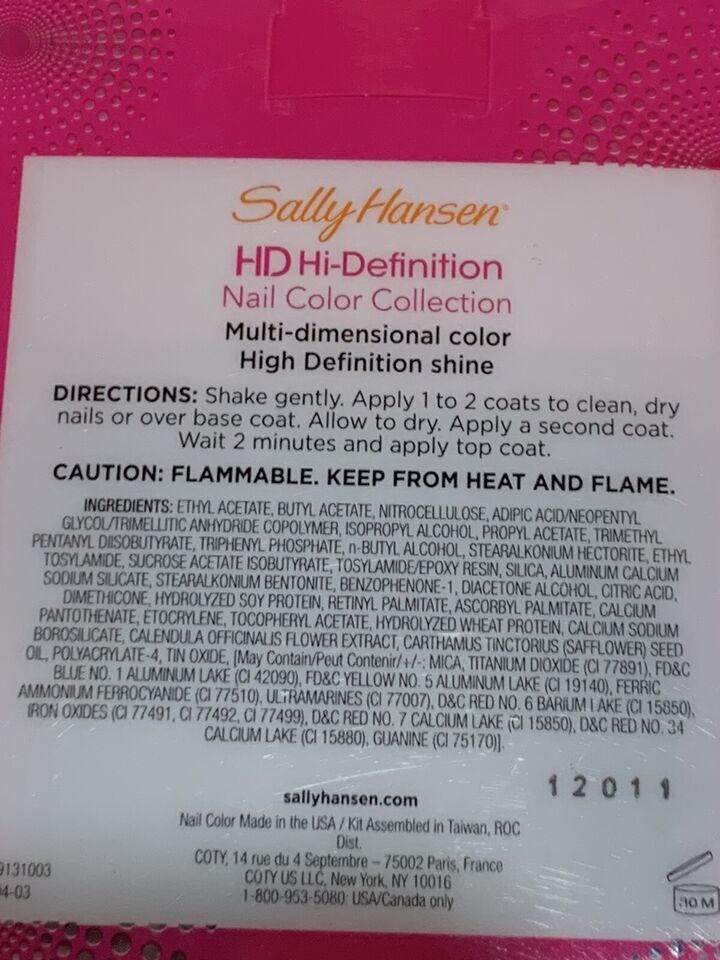 Sally Hansen®
HD Hi-Definition
Nail Color Collection
Multi-dimensional color
High Definition shine
DIRECTIONS: Shake gently. Apply 1 to 2 coats to clean, dry
nails or over base coat. Allow to dry. Apply a second coat.
Wait 2 minutes and apply top coat.
CAUTION: FLAMMABLE. KEEP FROM HEAT AND FLAME.
INGREDIENTS: ETHYL ACETATE, BUTYL ACETATE, NITROCELLULOSE, ADIPIC ACID/NEOPENTYL
GLYCOL/TRIMELLITIC ANHYDRIDE COPOLYMER, ISOPROPYL ALCOHOL, PROPYL ACETATE, TRIMETHYL
PENTANYL DIISOBUTYRATE, TRIPHENYL PHOSPHATE, n-BUTYL ALCOHOL, STEARALKONIUM HECTORITE, ETHYL
TOSYLAMIDE, SUCROSE ACETATE ISOBUTYRATE, TOSYLAMIDE/EPOXY RESIN, SILICA, ALUMINUM CALCIUM
SODIUM SILICATE, STEARALKONIUM BENTONITE, BENZOPHENONE-1, DIACETONE ALCOHOL, CITRIC ACID,
DIMETHICONE, HYDROLYZED SOY PROTEIN, RETINYL PALMITATE, ASCORBYL PALMITATE, CALCIUM
PANTOTHENATE, ETOCRYLENE, TOCOPHERYL ACETATE, HYDROLYZED WHEAT PROTEIN, CALCIUM SODIUM
BOROSILICATE, CALENDULA OFFICINALIS FLOWER EXTRACT, CARTHAMUS TINCTORIUS (SAFFLOWER) SEED
OIL, POLYACRYLATE-4, TIN OXIDE, [May Contain/Peut Contenir/+/-: MICA, TITANIUM DIOXIDE (CI 77891), FD&C
BLUE NO. 1 ALUMINUM LAKE (CI 42090), FD&C YELLOW NO. 5 ALUMINUM LAKE (CI 19140), FERRIC
AMMONIUM FERROCYANIDE (CI 77510), ULTRAMARINES (CI 77007), D&C RED NO. 6 BARIUM LAKE (CI 15850),
IRON OXIDES (CI 77491, CI 77492, CI 77499), D&C RED NO. 7 CALCIUM LAKE (CI 15850), D&C RED NO. 34
CALCIUM LAKE (CI 15880), GUANINE (CI 75170)].
12011
sallyhansen.com
Nail Color Made in the USA / Kit Assembled in Taiwan, ROC
Dist.
COTY, 14 rue du 4 Septembre – 75002 Paris, France
COTY US LLC, New York, NY 10016
1-800-953-5080: USA/Canada only
9131003
4-03
30 M